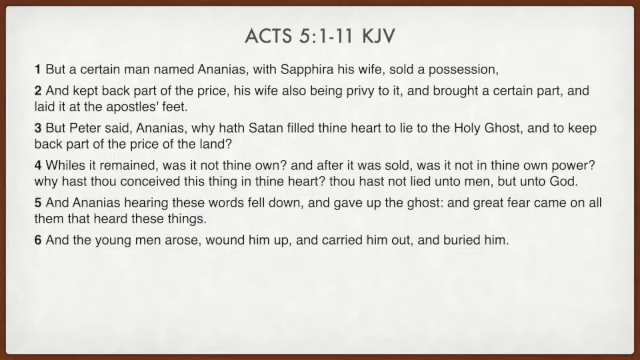 ACTS 5:1-11 KJV
1 But a certain man named Ananias, with Sapphira his wife, sold a possession,
2 And kept back part of the price, his wife also being privy to it, and brought a certain part, and
laid it at the apostles' feet.
3 But Peter said, Ananias, why hath Satan filled thine heart to lie to the Holy Ghost, and to keep
back part of the price of the land?
4 Whiles it remained, was it not thine own? and after it was sold, was it not in thine own power?
why hast thou conceived this thing in thine heart? thou hast not lied unto men, but unto God.
5 And Ananias hearing these words fell down, and gave up the ghost: and great fear came on all
them that heard these things.
6 And the young men arose, wound him up, and carried him out, and buried him.